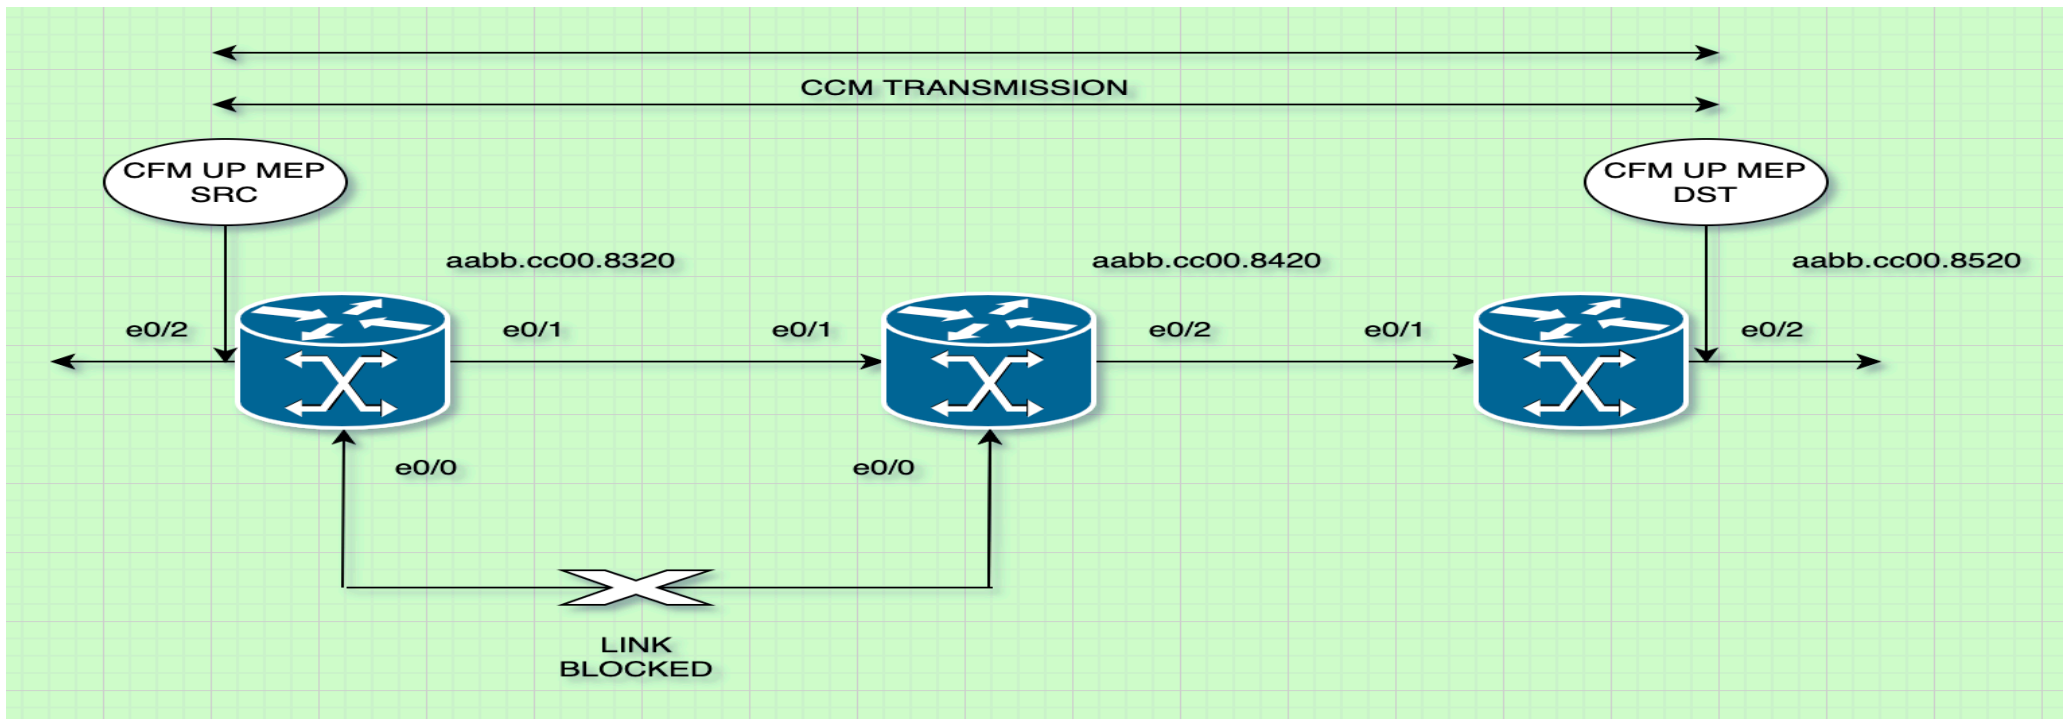 CCM TRANSMISSION
CFM UP MEP
SRC
CFM UP MEP
DST
aabb.cc00.8320
aabb.cc00.8420
aabb.cc00.8520
e0/2
e0/1
e0/1
e0/2
e0/1
e0/2
e0/0
e0/0
LINK
BLOCKED